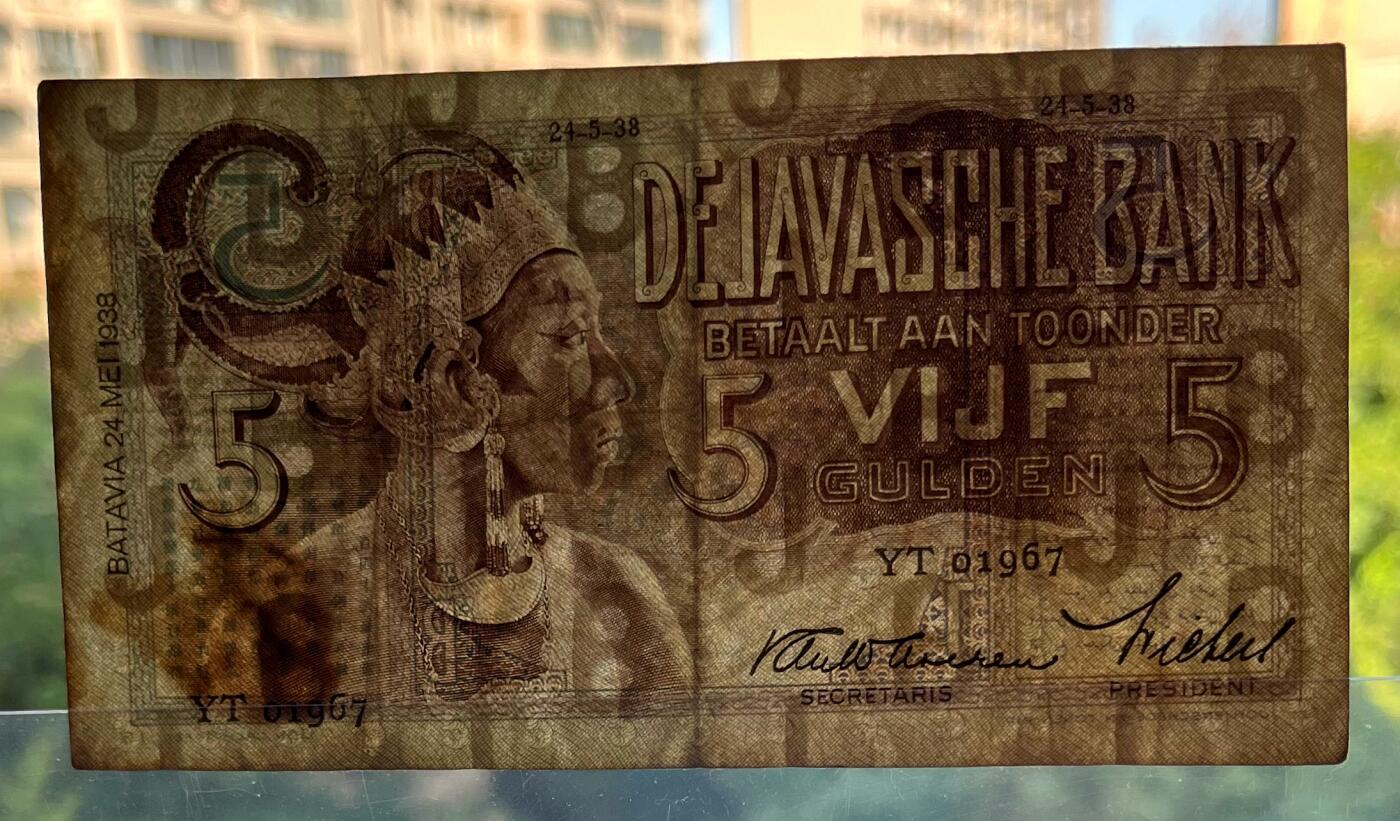 24-5-38
24-5-38
DE JAVASCHE BANK
BETAALT AAN TOONDER
5 VIJF 5
GULDEN
5
BATAVIA 24 MEI 1938
YT 01967
SECRETARIS
PRESIDENT
YT 01967